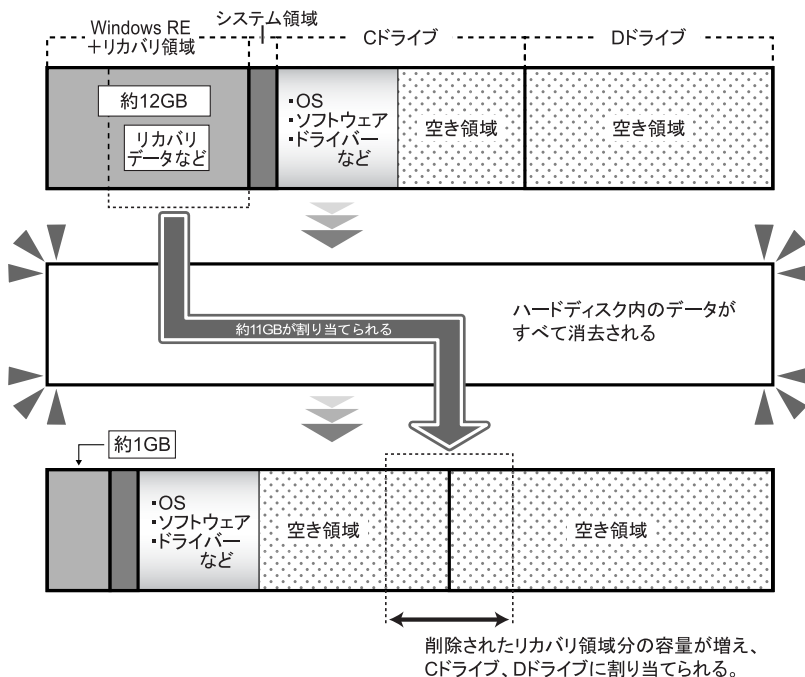 Windows RE
＋リカバリ領域
システム領域
Cドライブ
Dドライブ
約12GB
リカバリ
データなど
・OS
・ソフトウェア
・ドライバー
など
空き領域
空き領域
ハードディスク内のデータが
すべて消去される
約11GBが割り当てられる
約1GB
・OS
・ソフトウェア
・ドライバー
など
空き領域
空き領域
削除されたリカバリ領域分の容量が増え、
Cドライブ、Dドライブに割り当てられる。